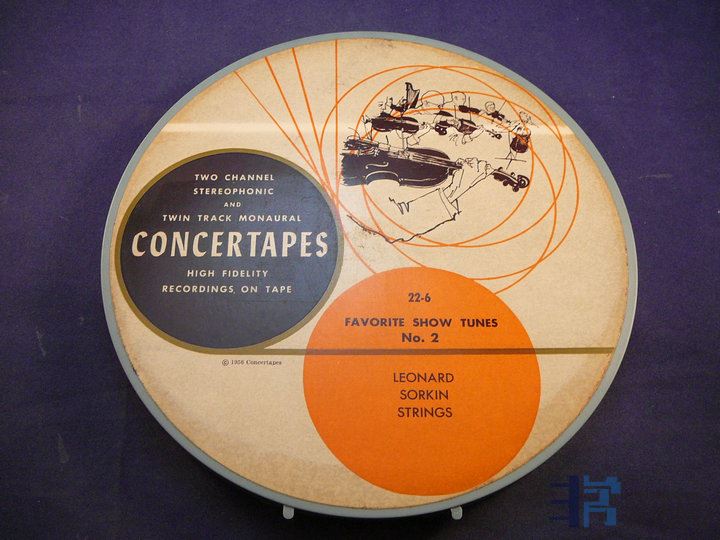 TWO CHANNEL
STEREOPHONIC
AND
TWIN TRACK MONAURAL
CONCERTAPES
HIGH FIDELITY
RECORDINGS, ON TAPE
© 1956 Concertapes
22-6
FAVORITE SHOW TUNES
No. 2
LEONARD
SORKIN
STRINGS